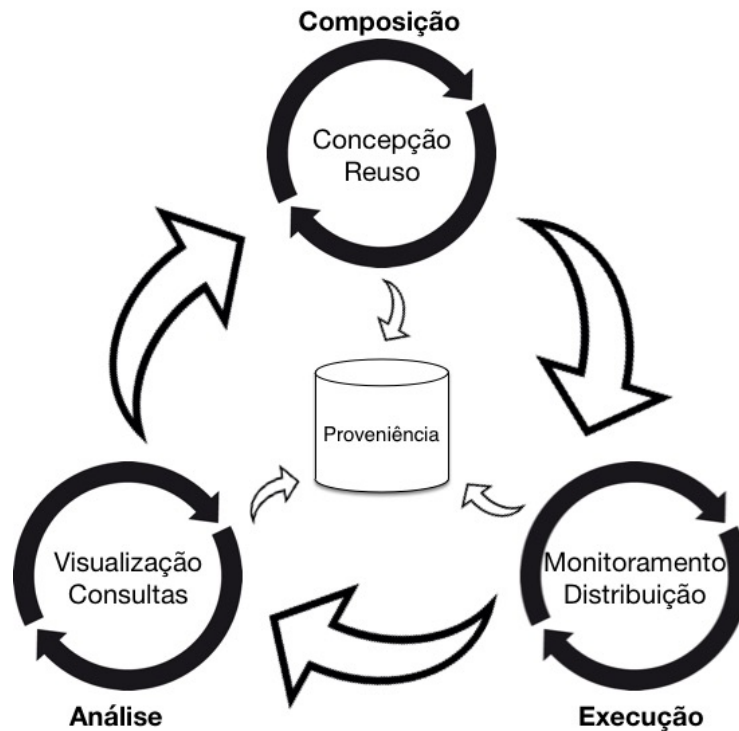 Composição
Concepção
Reuso
Proveniência
Visualização
Consultas
Monitoramento
Distribuição
Análise
Execução